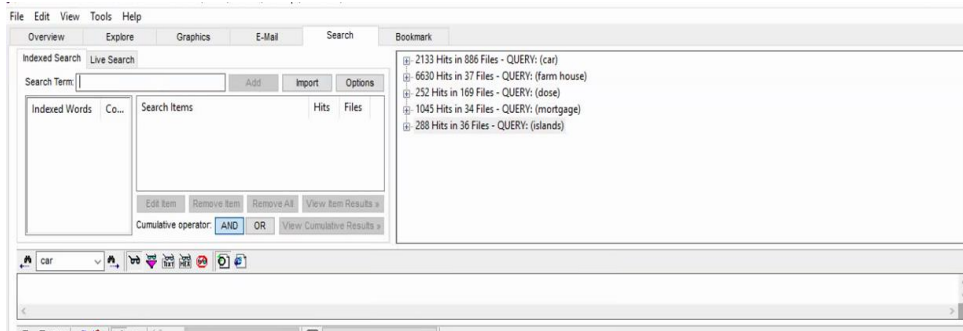 File Edit View Tools Help
Overview Explore Graphics E-Mail Search Bookmark
Indexed Search Live Search
Search Term: Add Import Options
Indexed Words Co... Search Items Hits Files
2133 Hits in 886 Files - QUERY: (car)
6630 Hits in 37 Files - QUERY: (farm house)
252 Hits in 169 Files - QUERY: (dose)
1045 Hits in 34 Files - QUERY: (mortgage)
288 Hits in 36 Files - QUERY: (islands)
Edit Item Remove Item Remove All View Item Results »
Cumulative operator: AND OR View Cumulative Results »
car
TEXT HEX